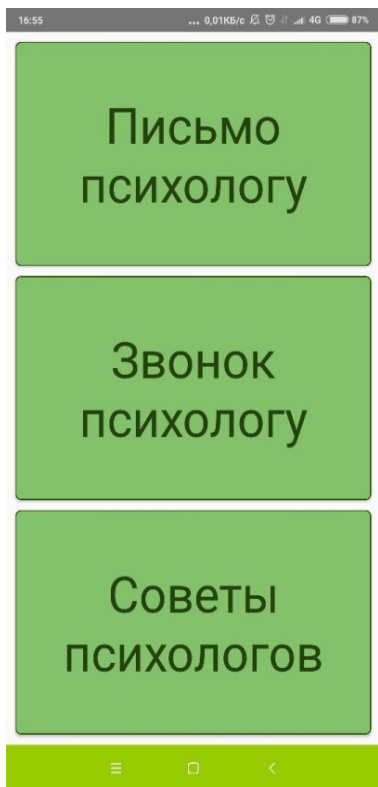 16:55 ... 0,01КБ/с 4G 87%
Письмо
психологу
Звонок
психологу
Советы
психологов